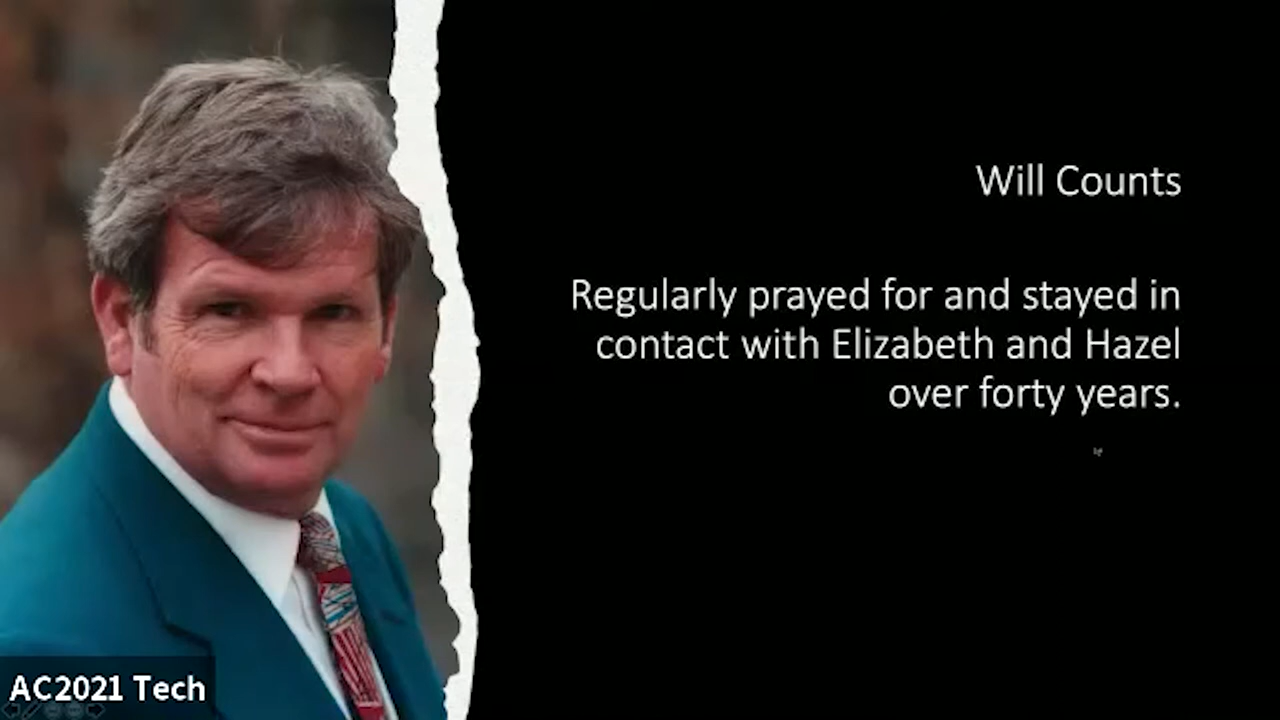 Will Counts
Regularly prayed for and stayed in
contact with Elizabeth and Hazel
over forty years.
AC2021 Tech